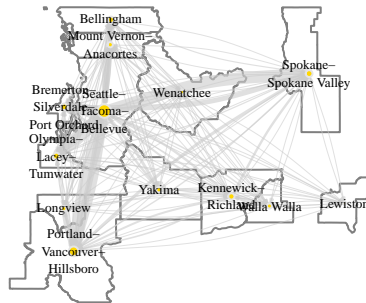 Bellingham
Mount Vernon–
Anacortes
Spokane–
Spokane Valley
Wenatchee
Bremerton–
Silverdale–
Port Orchard
Seattle–
Tacoma–
Bellevue
Olympia–
Lacey–
Tumwater
Yakima
Kennewick–
Richland
Walla Walla
Lewiston
Longview
Portland–
Vancouver–
Hillsboro